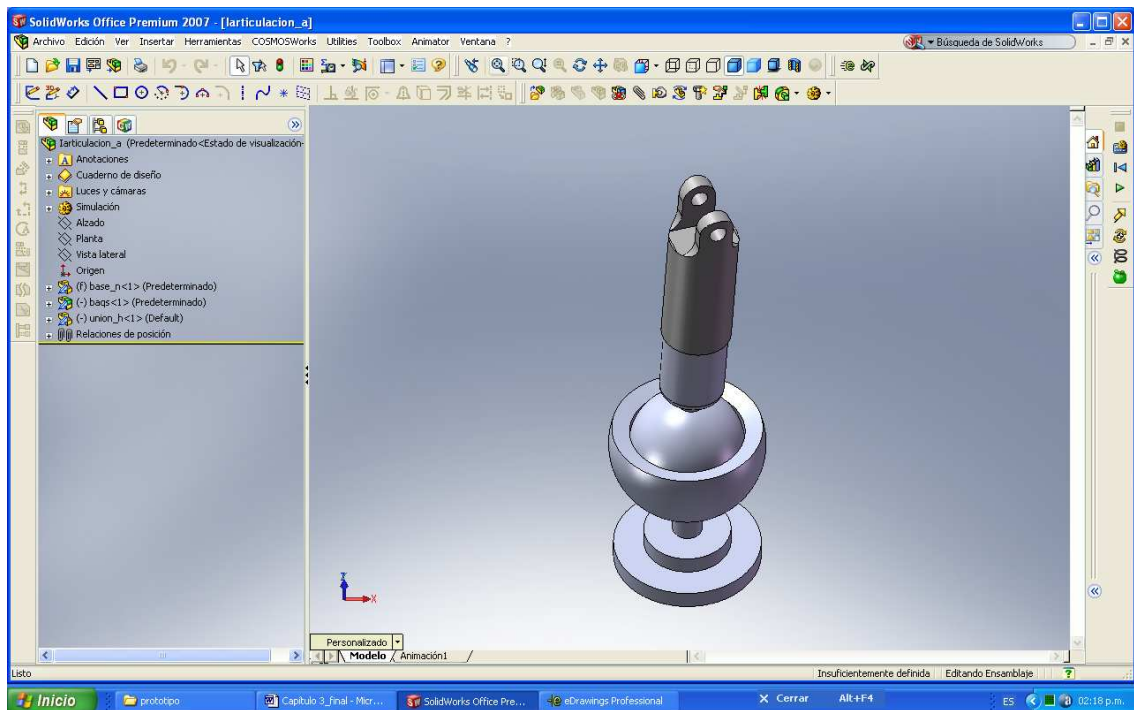 SolidWorks Office Premium 2007 - [Iarticulacion_a]
Archivo Edición Ver Insertar Herramientas COSMOSWorks Utilities Toolbox Animator Ventana ? Búsqueda de SolidWorks
Iarticulacion_a (Predeterminado<Estado de visualización-
Anotaciones
Cuaderno de diseño
Luces y cámaras
Simulación
Alzado
Planta
Vista lateral
Origen
(f) base_n<1> (Predeterminado)
(-) baqs<1> (Predeterminado)
(-) union_h<1> (Default)
Relaciones de posición
Z
X
Personalizado
Modelo Animación1
Listo Insuficientemente definida Editando Ensamblaje ?
Inicio prototipo Capítulo 3_final - Micr... SolidWorks Office Pre... eDrawings Professional X Cerrar Alt+F4 ES 02:18 p.m.